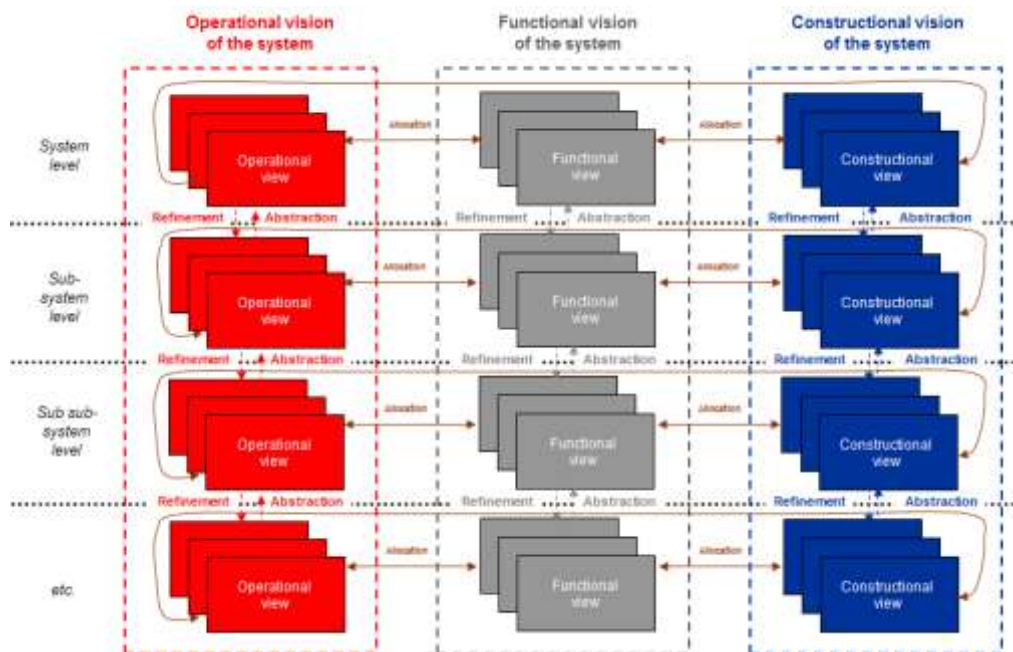 Operational vision
of the system
Functional vision
of the system
Constructional vision
of the system
System
level
Operational
view
Allocation
Functional
view
Allocation
Constructional
view
Refinement Abstraction
Refinement Abstraction
Refinement Abstraction
Sub-
system
level
Operational
view
Allocation
Functional
view
Allocation
Constructional
view
Refinement Abstraction
Refinement Abstraction
Refinement Abstraction
Sub sub-
system
level
Operational
view
Allocation
Functional
view
Allocation
Constructional
view
Refinement Abstraction
Refinement Abstraction
Refinement Abstraction
etc.
Operational
view
Allocation
Functional
view
Allocation
Constructional
view